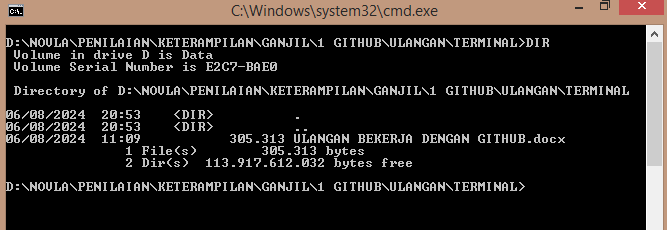 C:\Windows\system32\cmd.exe
D:\NOVLA\PENILAIAN\KETERAMPILAN\GANJIL\1 GITHUB\ULANGAN\TERMINAL>DIR
Volume in drive D is Data
Volume Serial Number is E2C7-BAE0
Directory of D:\NOVLA\PENILAIAN\KETERAMPILAN\GANJIL\1 GITHUB\ULANGAN\TERMINAL
06/08/2024  20:53    <DIR>          .
06/08/2024  20:53    <DIR>          ..
06/08/2024  11:09           305.313 ULANGAN BEKERJA DENGAN GITHUB.docx
1 File(s)        305.313 bytes
2 Dir(s)  113.917.612.032 bytes free
D:\NOVLA\PENILAIAN\KETERAMPILAN\GANJIL\1 GITHUB\ULANGAN\TERMINAL>